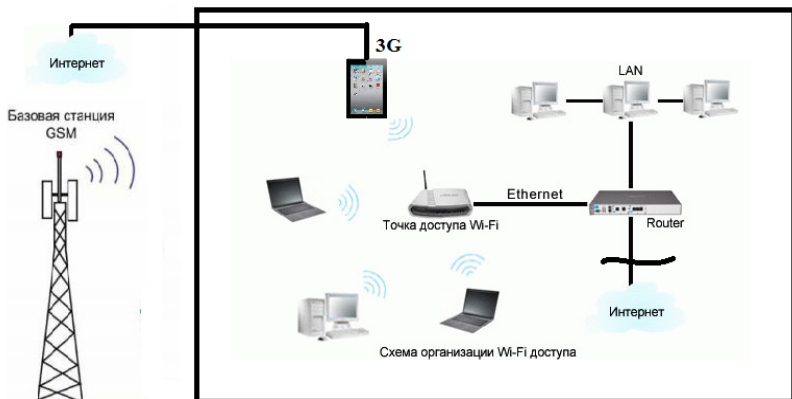 3G
Интернет
LAN
Базовая станция
GSM
Ethernet
Точка доступа Wi-Fi
Router
Интернет
Схема организации Wi-Fi доступа